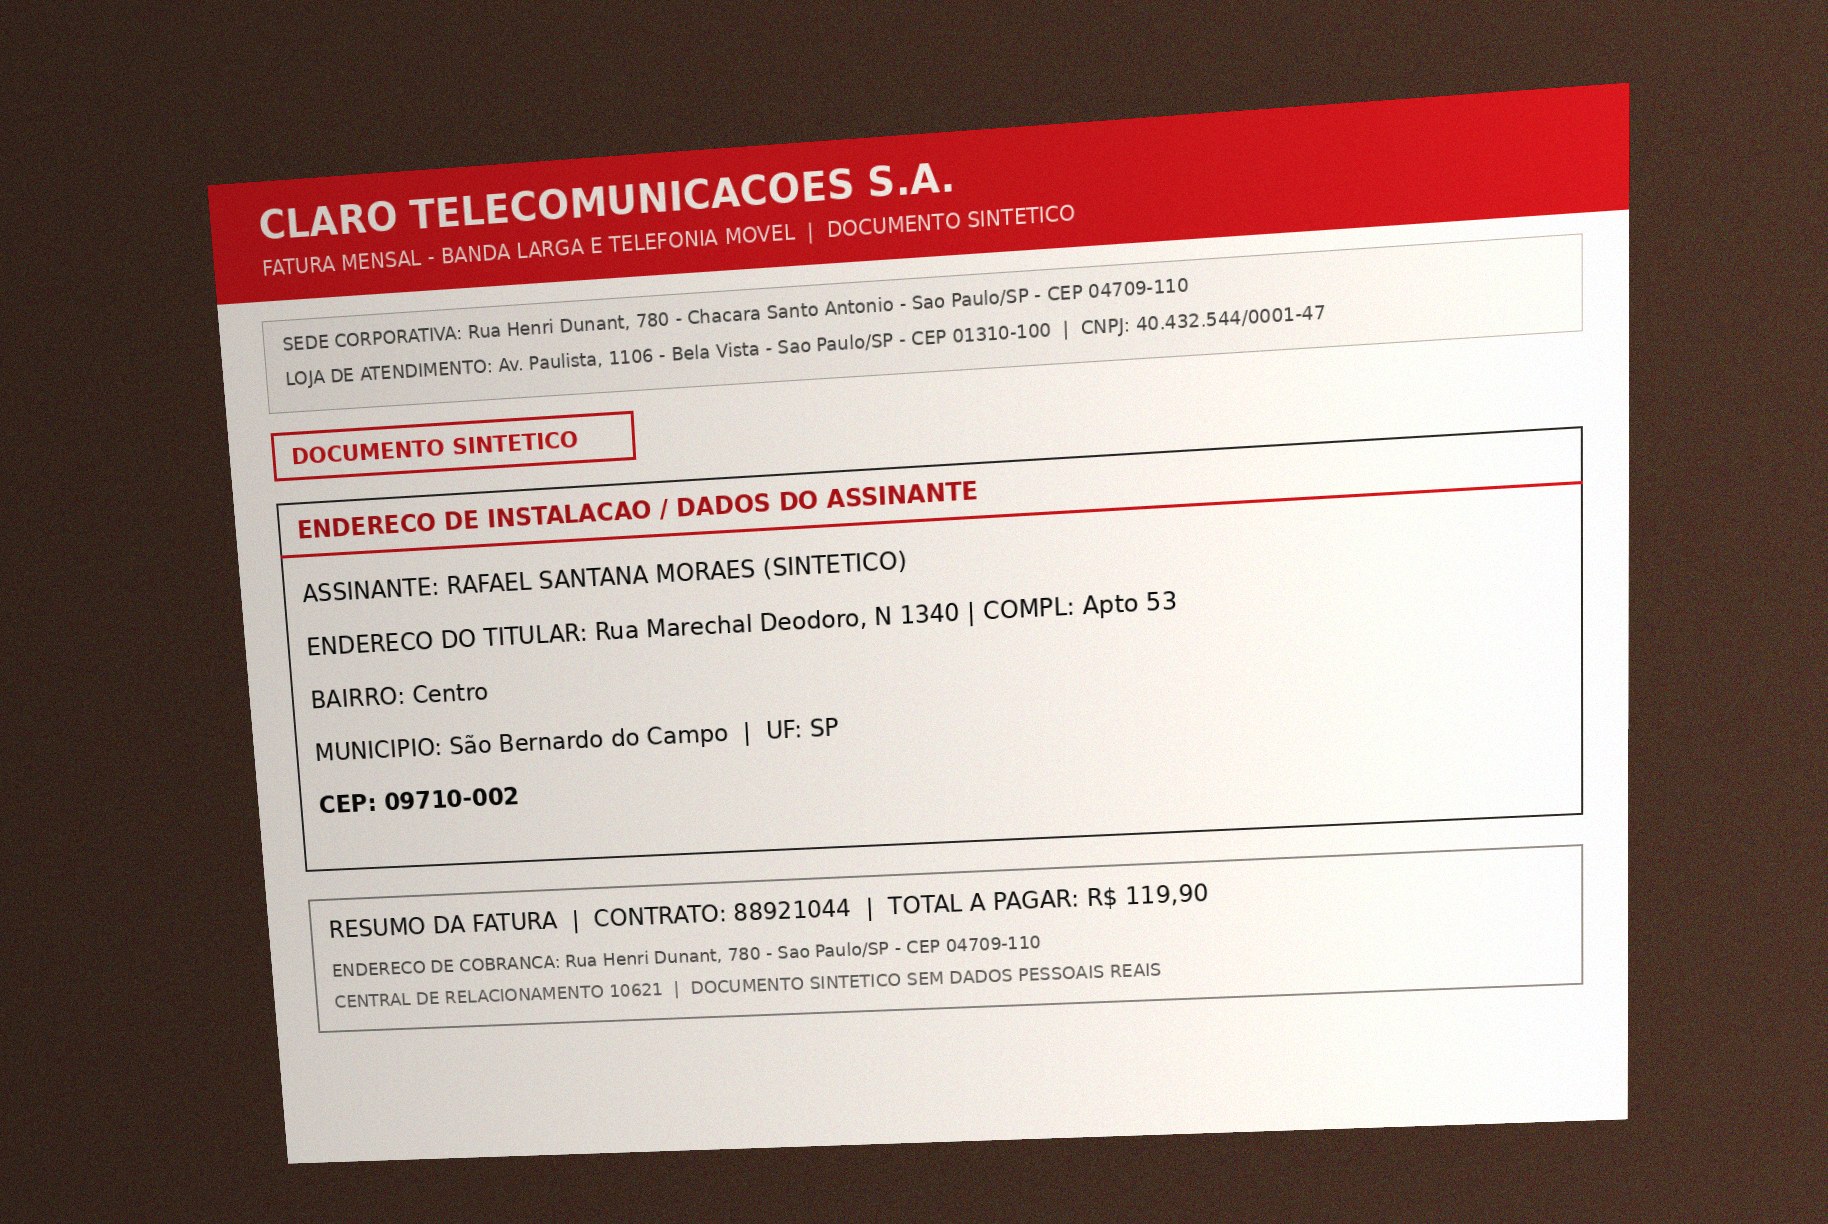 CLARO TELECOMUNICACOES S.A.
FATURA MENSAL - BANDA LARGA E TELEFONIA MOVEL | DOCUMENTO SINTETICO
SEDE CORPORATIVA: Rua Henri Dunant, 780 - Chacara Santo Antonio - Sao Paulo/SP - CEP 04709-110
LOJA DE ATENDIMENTO: Av. Paulista, 1106 - Bela Vista - Sao Paulo/SP - CEP 01310-100 | CNPJ: 40.432.544/0001-47
DOCUMENTO SINTETICO
ENDERECO DE INSTALACAO / DADOS DO ASSINANTE
ASSINANTE: RAFAEL SANTANA MORAES (SINTETICO)
ENDERECO DO TITULAR: Rua Marechal Deodoro, N 1340 | COMPL: Apto 53
BAIRRO: Centro
MUNICIPIO: São Bernardo do Campo | UF: SP
CEP: 09710-002
RESUMO DA FATURA | CONTRATO: 88921044 | TOTAL A PAGAR: R$ 119,90
ENDERECO DE COBRANCA: Rua Henri Dunant, 780 - Sao Paulo/SP - CEP 04709-110
CENTRAL DE RELACIONAMENTO 10621 | DOCUMENTO SINTETICO SEM DADOS PESSOAIS REAIS